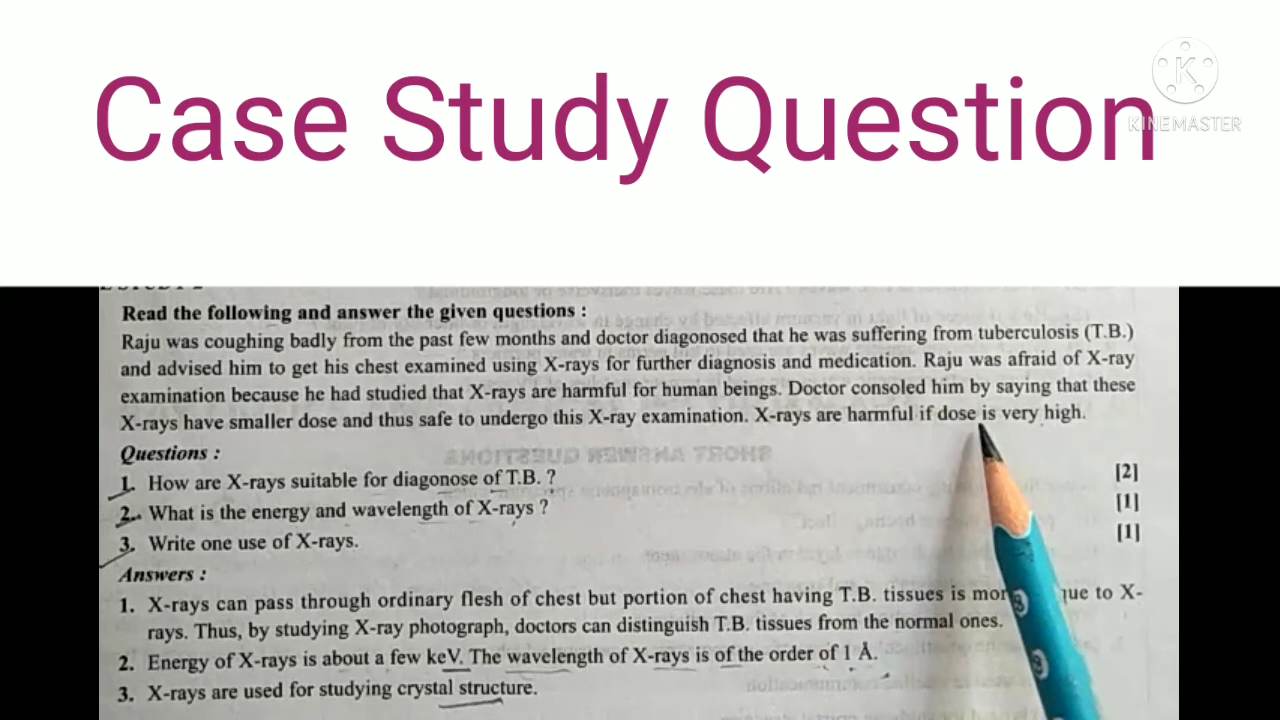 Case Study Question
K
KINEMASTER
Read the following and answer the given questions :
Raju was coughing badly from the past few months and doctor diagonosed that he was suffering from tuberculosis (T.B.)
and advised him to get his chest examined using X-rays for further diagnosis and medication. Raju was afraid of X-ray
examination because he had studied that X-rays are harmful for human beings. Doctor consoled him by saying that these
X-rays have smaller dose and thus safe to undergo this X-ray examination. X-rays are harmful if dose is very high.
Questions :
1. How are X-rays suitable for diagonose of T.B. ? [2]
2. What is the energy and wavelength of X-rays ? [1]
3. Write one use of X-rays. [1]
Answers :
1. X-rays can pass through ordinary flesh of chest but portion of chest having T.B. tissues is to X-
rays. Thus, by studying X-ray photograph, doctors can distinguish T.B. tissues from the normal ones.
2. Energy of X-rays is about a few keV. The wavelength of X-rays is of the order of 1 Å.
3. X-rays are used for studying crystal structure.